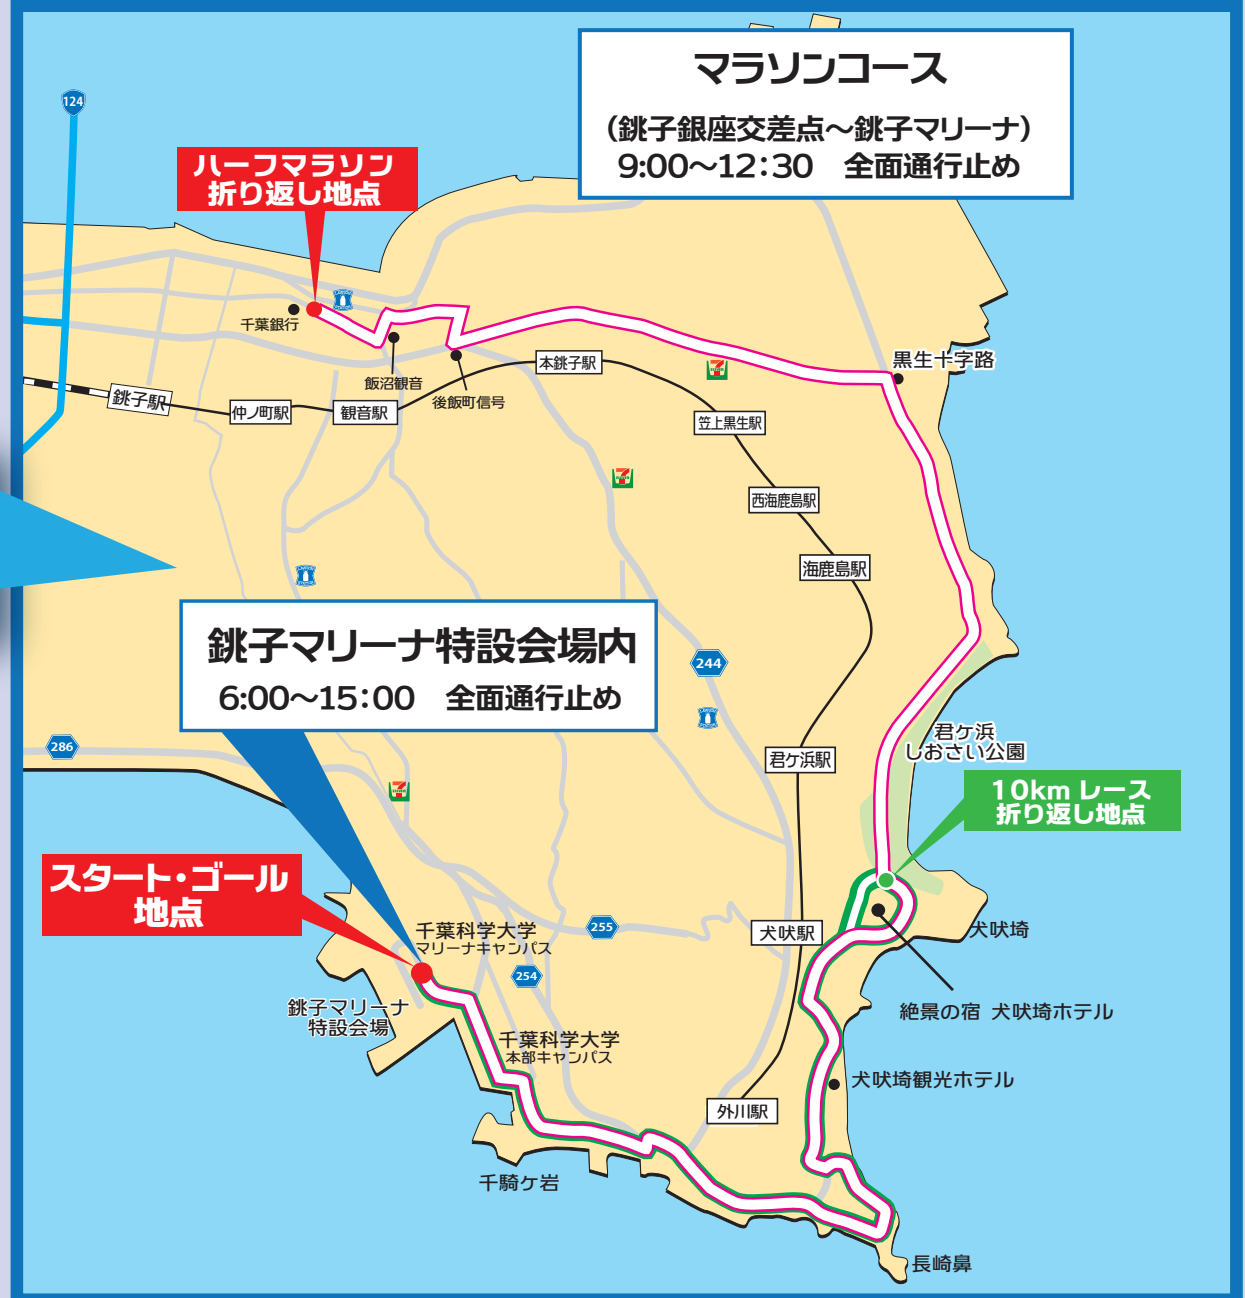 マラソンコース
(銚子銀座交差点〜銚子マリーナ)
9:00〜12:30　全面通行止め
124
ハーフマラソン
折り返し地点
千葉銀行
飯沼観音
後飯町信号
本銚子駅
黒生十字路
銚子駅
仲ノ町駅
観音駅
笠上黒生駅
西海鹿島駅
海鹿島駅
銚子マリーナ特設会場内
6:00〜15:00　全面通行止め
244
286
君ケ浜
しおさい公園
君ケ浜駅
10km レース
折り返し地点
スタート・ゴール
地点
千葉科学大学
マリーナキャンパス
255
254
犬吠駅
犬吠埼
銚子マリーナ
特設会場
絶景の宿 犬吠埼ホテル
千葉科学大学
本部キャンパス
犬吠埼観光ホテル
外川駅
千騎ケ岩
長崎鼻